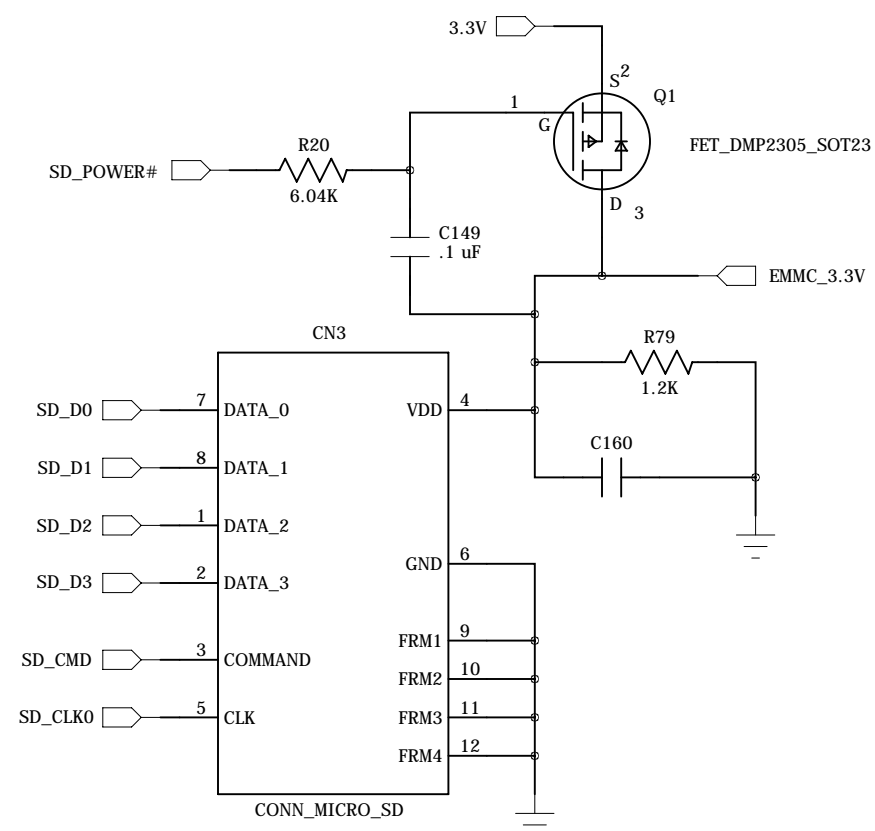 3.3V
S 2
1
Q1
G
R20
FET_DMP2305_SOT23
SD_POWER#
6.04K
D 3
C149
.1 uF
EMMC_3.3V
CN3
R79
1.2K
SD_D0 7 DATA_0
VDD 4
C160
SD_D1 8 DATA_1
SD_D2 1 DATA_2
GND 6
SD_D3 2 DATA_3
FRM1 9
SD_CMD 3 COMMAND
FRM2 10
SD_CLK0 5 CLK
FRM3 11
FRM4 12
CONN_MICRO_SD